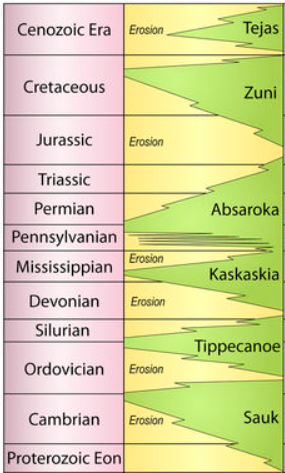 Cenozoic Era
Erosion
Tejas
Cretaceous
Zuni
Jurassic
Erosion
Triassic
Permian
Absaroka
Pennsylvanian
Mississippian
Erosion
Kaskaskia
Devonian
Erosion
Silurian
Tippecanoe
Ordovician
Erosion
Cambrian
Erosion
Sauk
Proterozoic Eon